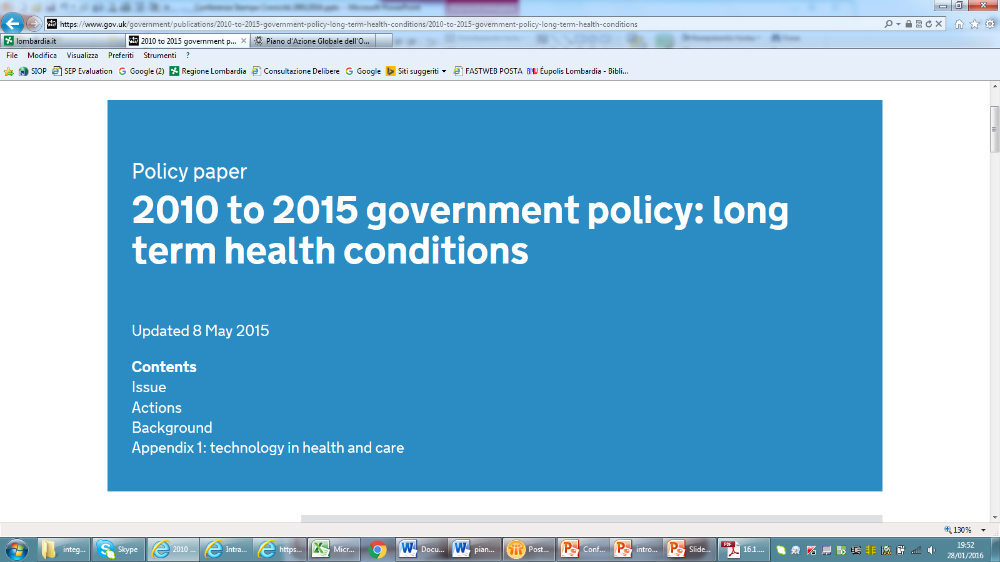 https://www.gov.uk/government/publications/2010-to-2015-government-policy-long-term-health-conditions/2010-to-2015-government-policy-long-term-health-conditions
lombardia.it
2010 to 2015 government p...
Piano d'Azione Globale dell'O...
File Modifica Visualizza Preferiti Strumenti ?
SIOP SEP Evaluation Google (2) Regione Lombardia Consultazione Delibere Google Siti suggeriti FASTWEB POSTA Éupolis Lombardia - Bibli...
Policy paper
2010 to 2015 government policy: long
term health conditions
Updated 8 May 2015
Contents
Issue
Actions
Background
Appendix 1: technology in health and care
130%
integ... Skype 2010 ... Intra... https... Micr... Docu... pian... Post... Conf... intro... Slide... PDF 16.1....
19:52
28/01/2016